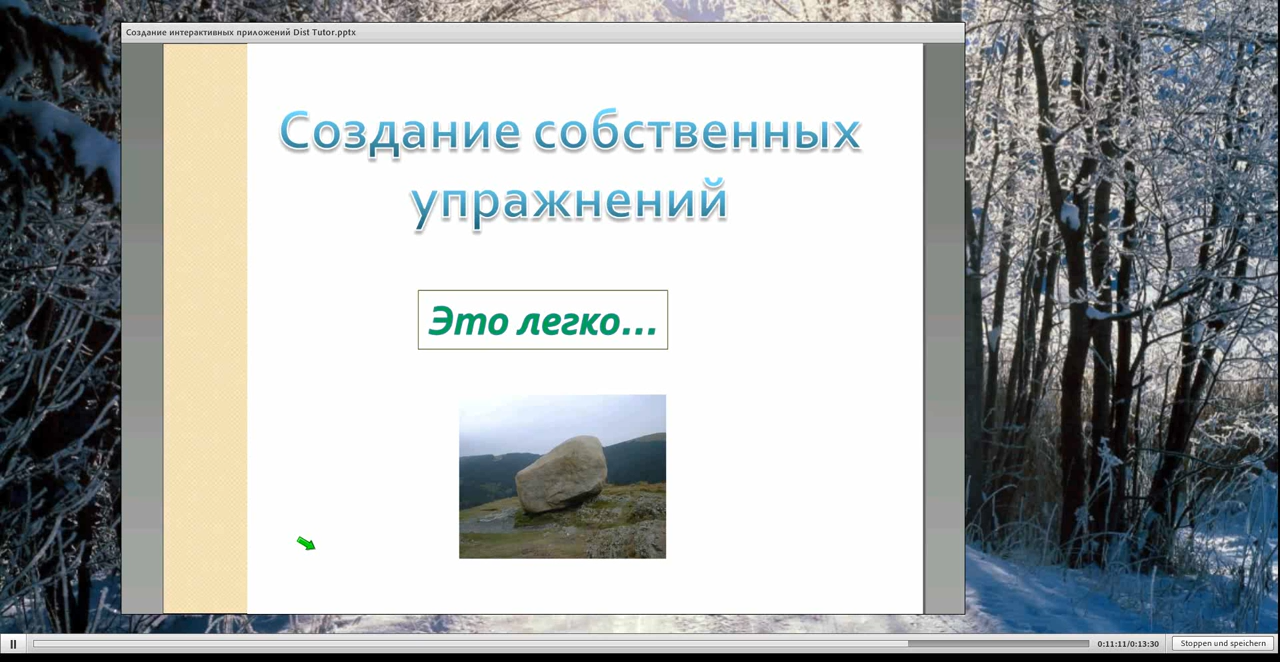 Создание интерактивных приложений Dist Tutor.pptx
Создание собственных
упражнений
Это легко...
0:11:11/0:13:30
Stoppen und speichern